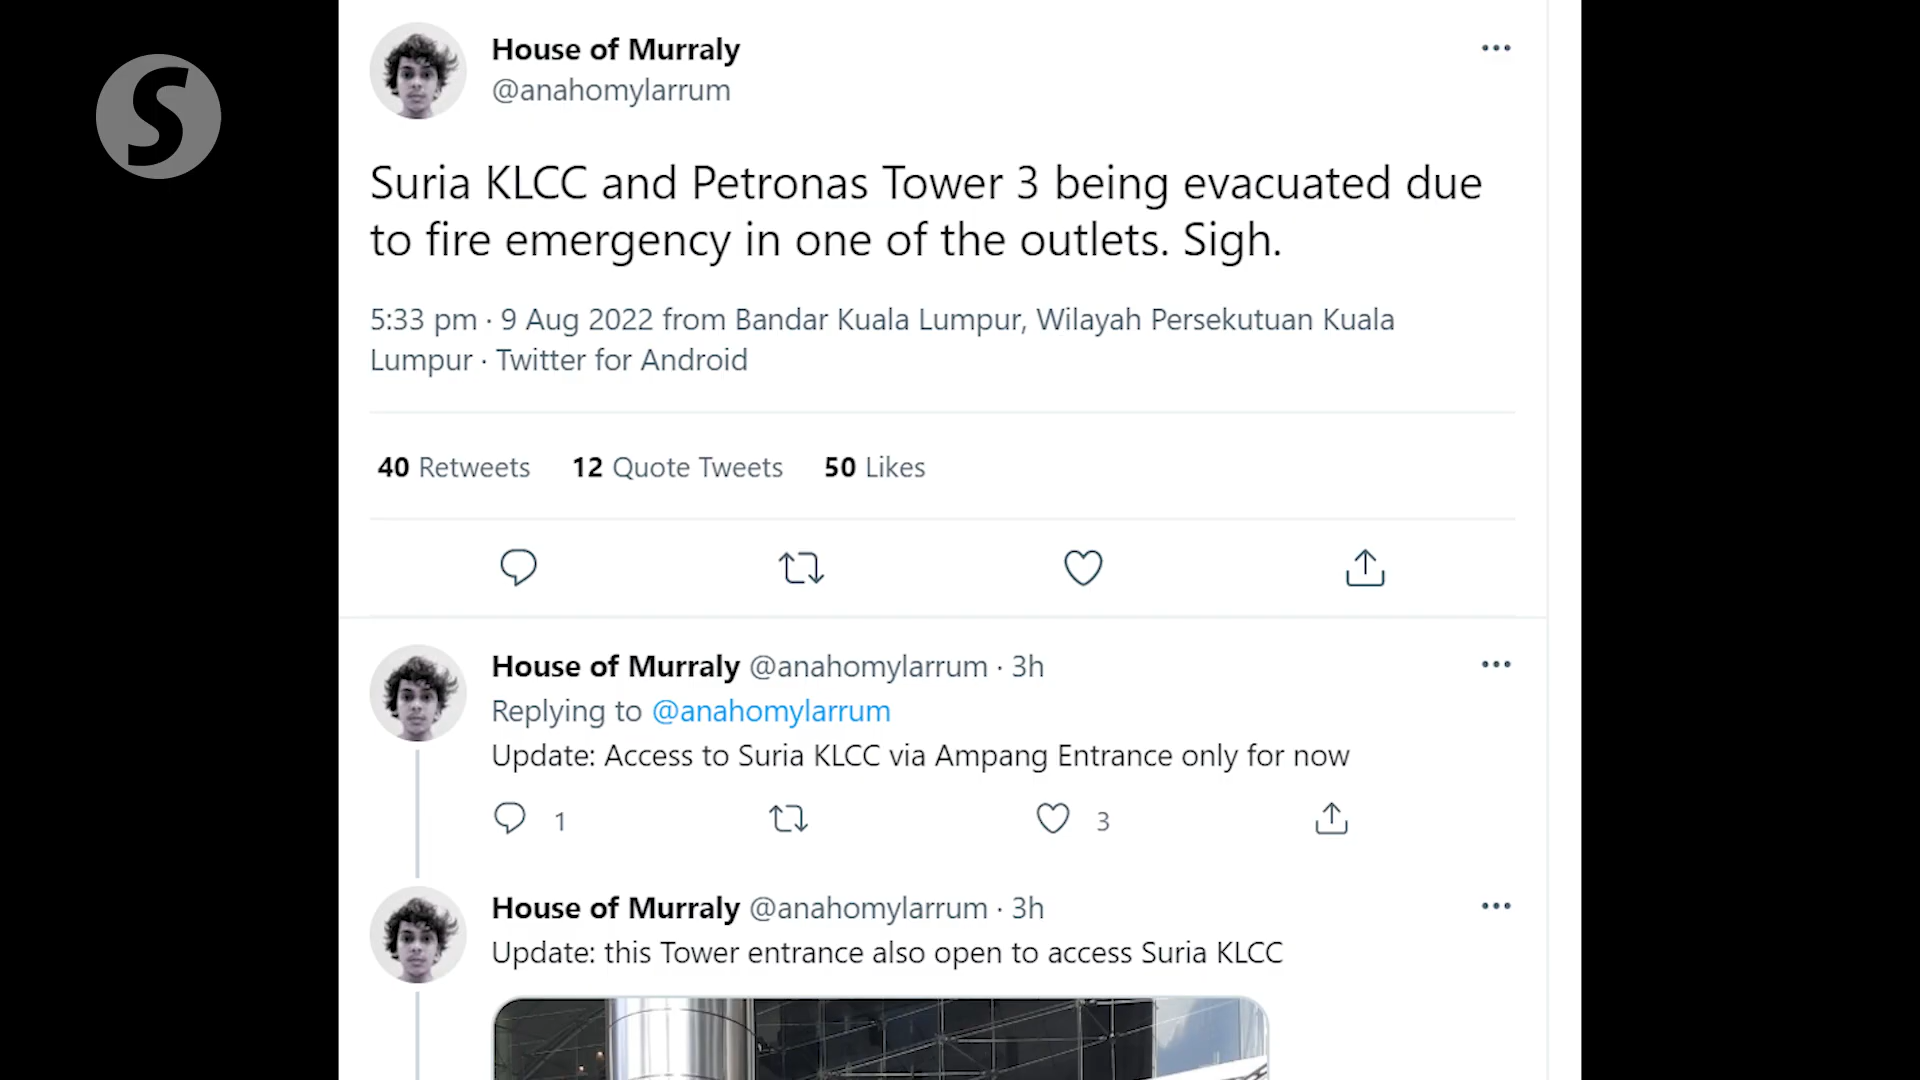 S
House of Murraly
@anahomylarrum
Suria KLCC and Petronas Tower 3 being evacuated due
to fire emergency in one of the outlets. Sigh.
5:33 pm · 9 Aug 2022 from Bandar Kuala Lumpur, Wilayah Persekutuan Kuala
Lumpur · Twitter for Android
40 Retweets 12 Quote Tweets 50 Likes
House of Murraly @anahomylarrum · 3h
Replying to @anahomylarrum
Update: Access to Suria KLCC via Ampang Entrance only for now
1 3
House of Murraly @anahomylarrum · 3h
Update: this Tower entrance also open to access Suria KLCC